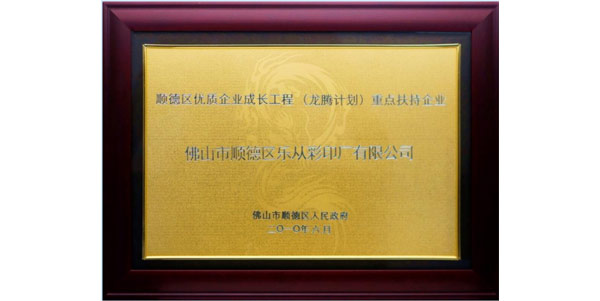 顺德区优质企业成长工程（龙腾计划）重点扶持企业
佛山市顺德区乐从彩印厂有限公司
佛山市顺德区人民政府
二〇一〇年八月